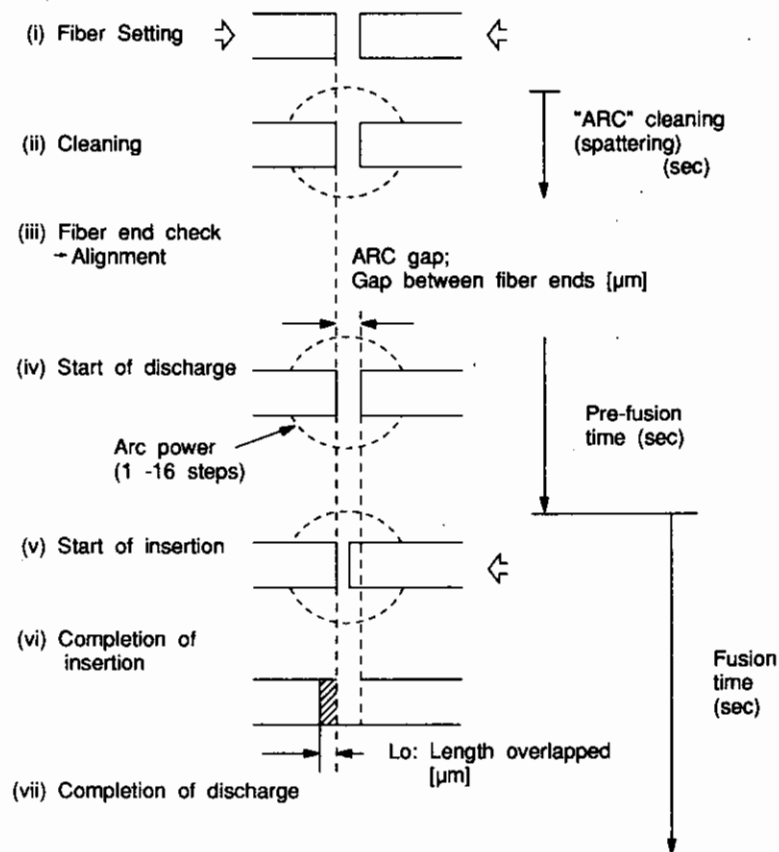 (i) Fiber Setting
(ii) Cleaning
"ARC" cleaning
(spattering)
(sec)
(iii) Fiber end check
→ Alignment
ARC gap;
Gap between fiber ends [µm]
(iv) Start of discharge
Arc power
(1 -16 steps)
Pre-fusion
time (sec)
(v) Start of insertion
(vi) Completion of
insertion
Fusion
time
(sec)
Lo: Length overlapped
[µm]
(vii) Completion of discharge